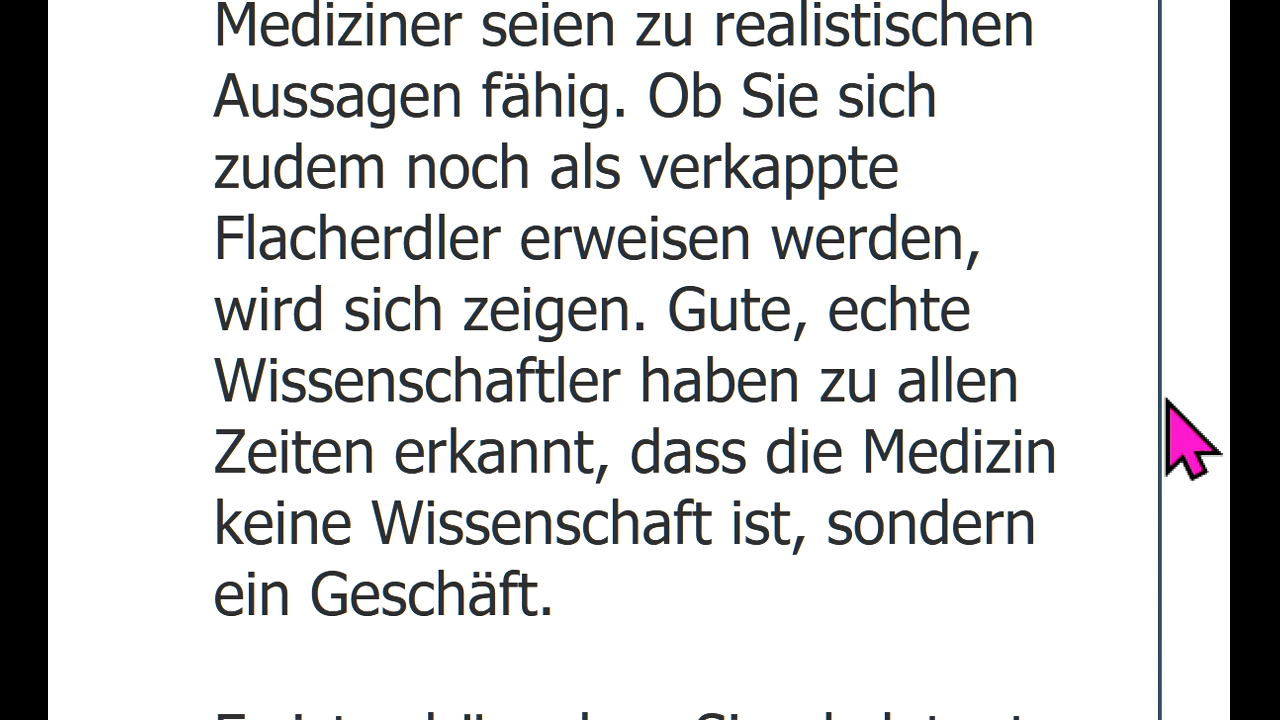 Mediziner seien zu realistischen
Aussagen fähig. Ob Sie sich
zudem noch als verkappte
Flacherdler erweisen werden,
wird sich zeigen. Gute, echte
Wissenschaftler haben zu allen
Zeiten erkannt, dass die Medizin
keine Wissenschaft ist, sondern
ein Geschäft.